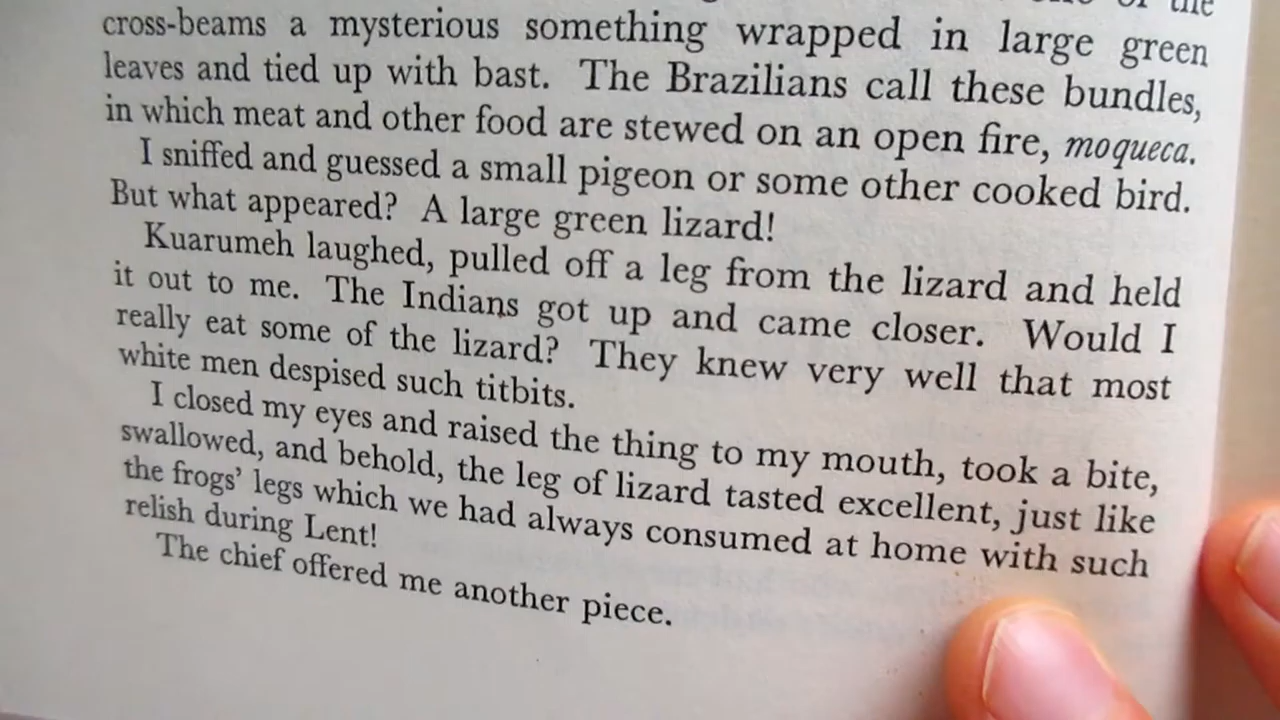 the
cross-beams a mysterious something wrapped in large green
leaves and tied up with bast. The Brazilians call these bundles,
in which meat and other food are stewed on an open fire, moqueca.
I sniffed and guessed a small pigeon or some other cooked bird.
But what appeared? A large green lizard!
Kuarumeh laughed, pulled off a leg from the lizard and held
it out to me. The Indians got up and came closer. Would I
really eat some of the lizard? They knew very well that most
white men despised such titbits.
I closed my eyes and raised the thing to my mouth, took a bite,
swallowed, and behold, the leg of lizard tasted excellent, just like
the frogs' legs which we had always consumed at home with such
relish during Lent!
The chief offered me another piece.